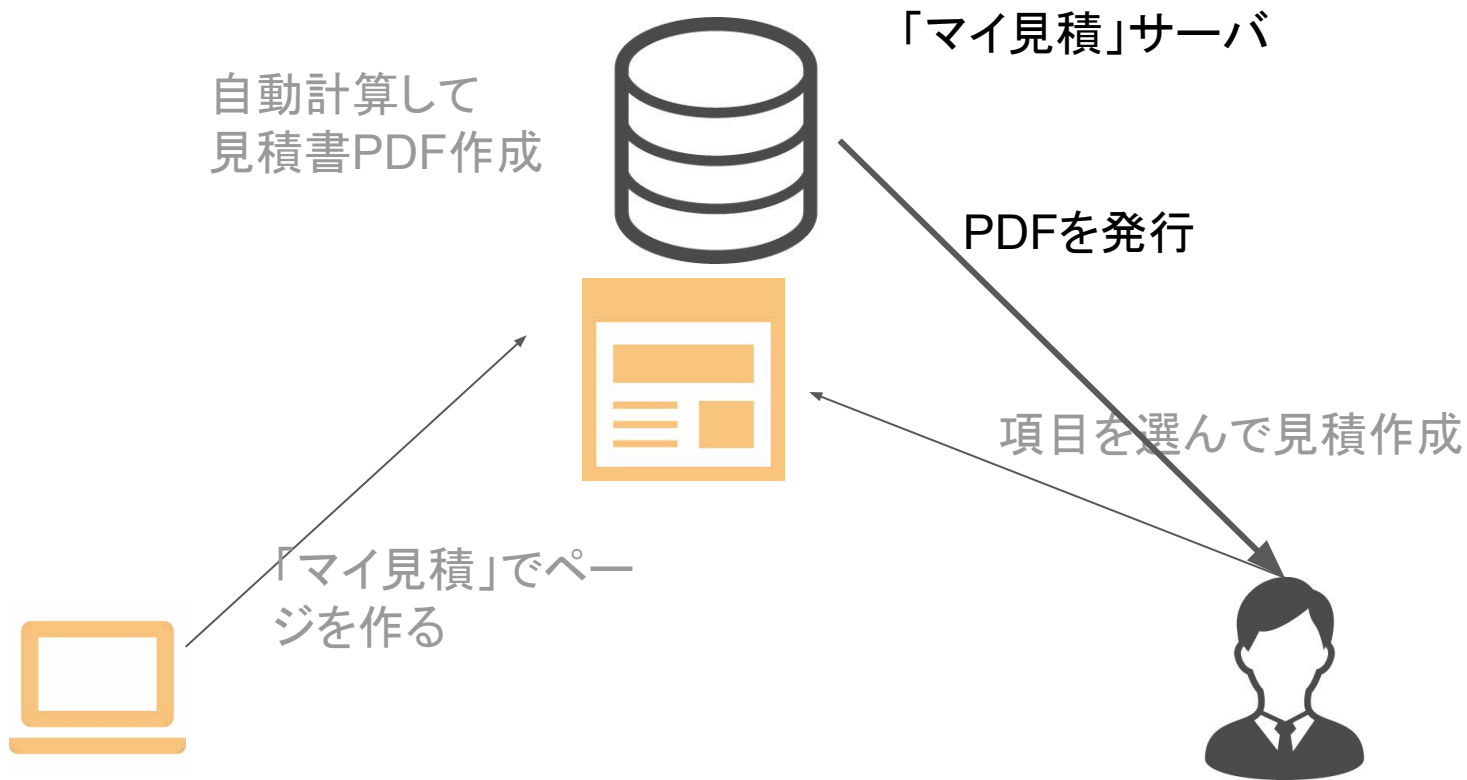 「マイ見積」サーバ
自動計算して
見積書PDF作成
PDFを発行
項目を選んで見積作成
「マイ見積」でペー
ジを作る